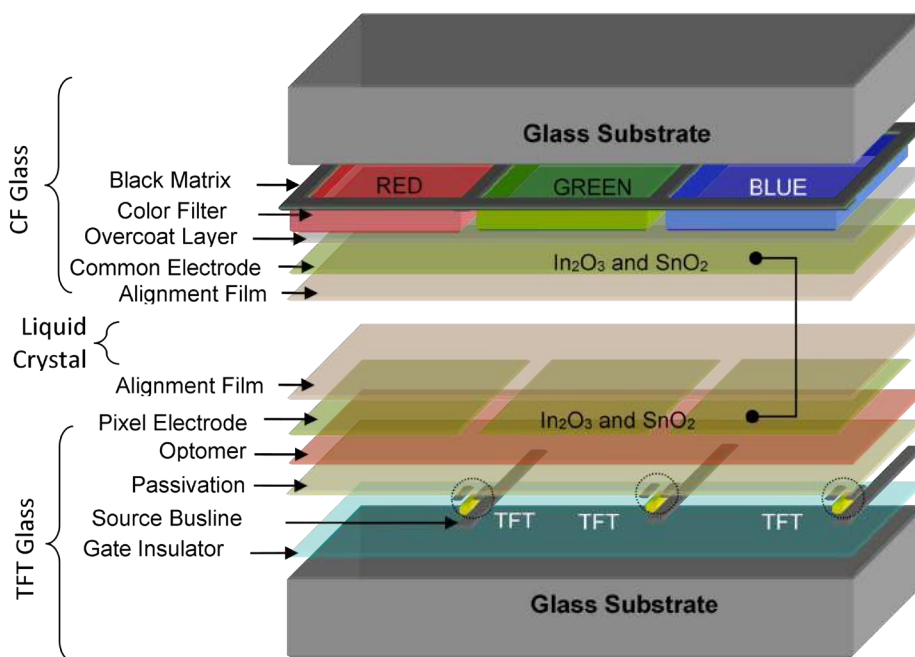 Glass Substrate
CF Glass
Black Matrix
RED
GREEN
BLUE
Color Filter
Overcoat Layer
Common Electrode
In₂O₃ and SnO₂
Alignment Film
Liquid
Crystal
Alignment Film
Pixel Electrode
In₂O₃ and SnO₂
Optomer
Passivation
TFT Glass
Source Busline
TFT
TFT
TFT
Gate Insulator
Glass Substrate